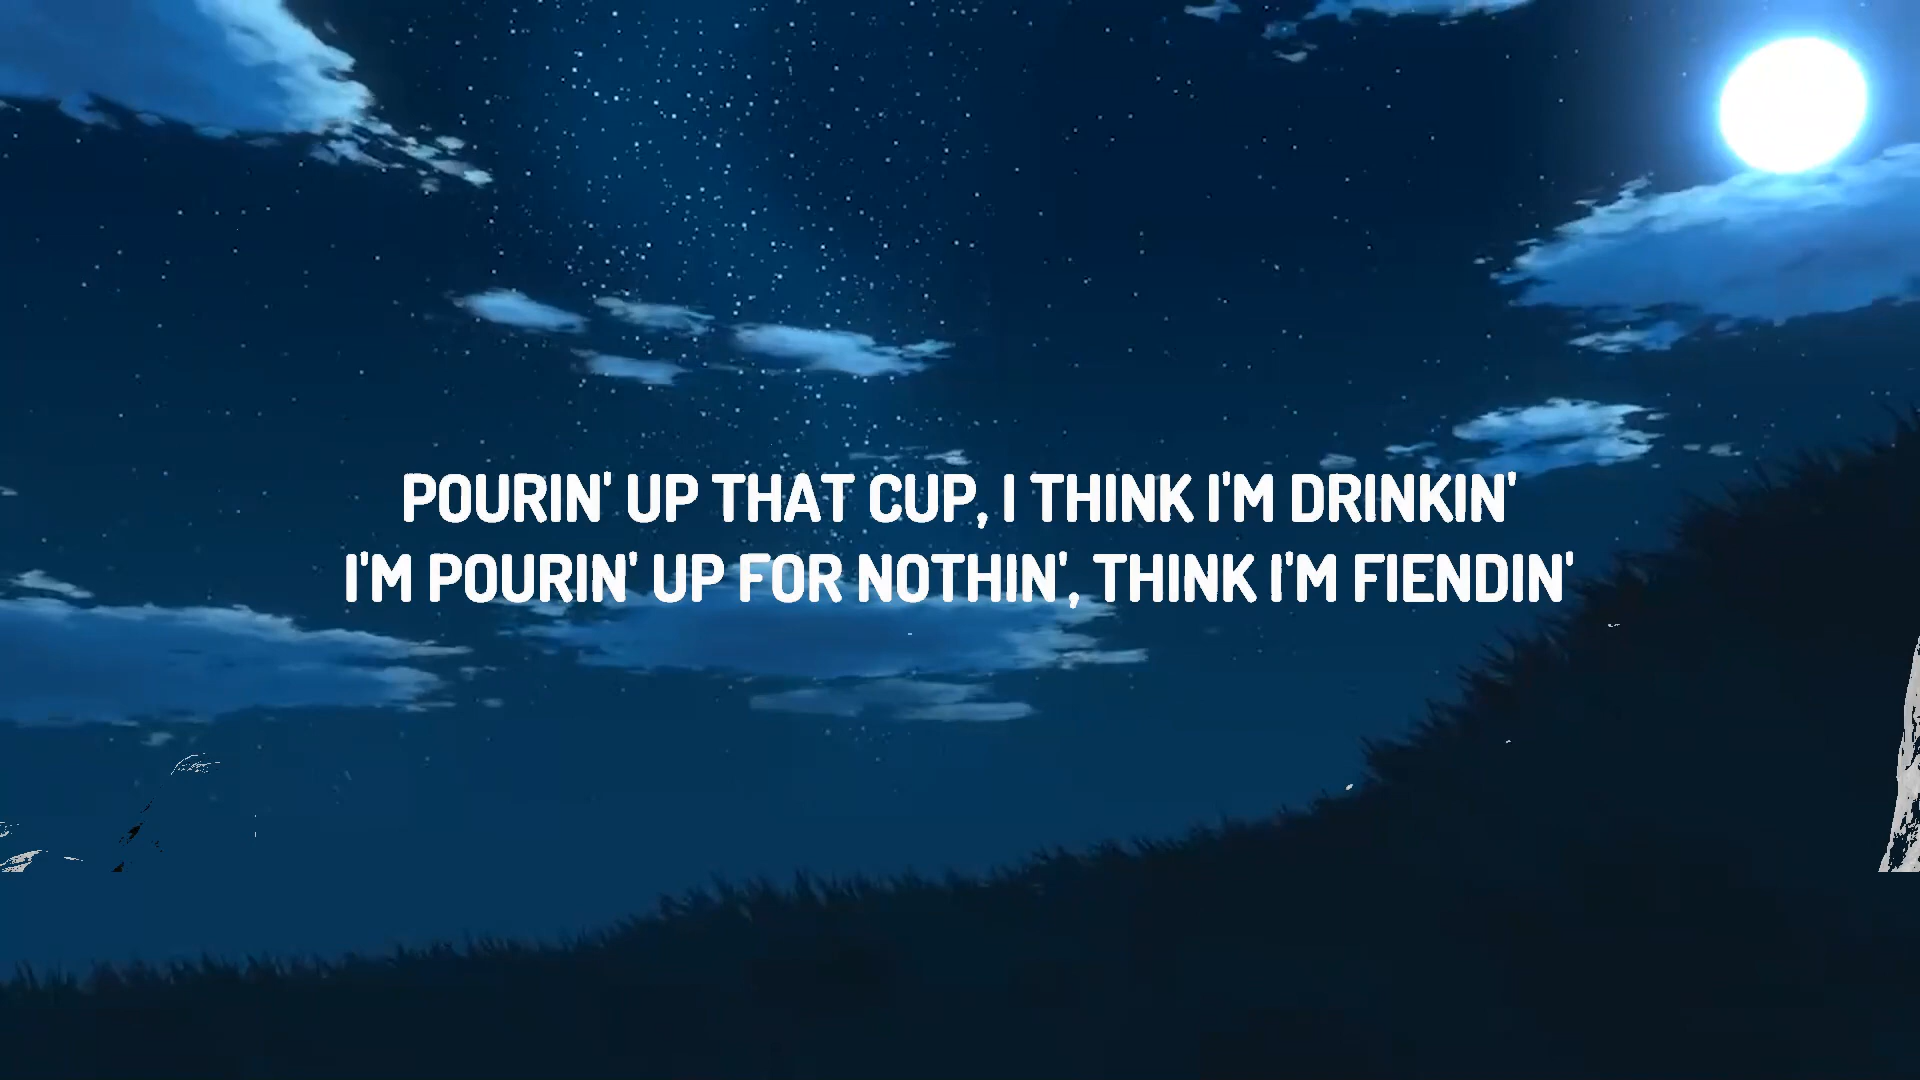 POURIN' UP THAT CUP, I THINK I'M DRINKIN'
I'M POURIN' UP FOR NOTHIN', THINK I'M FIENDIN'